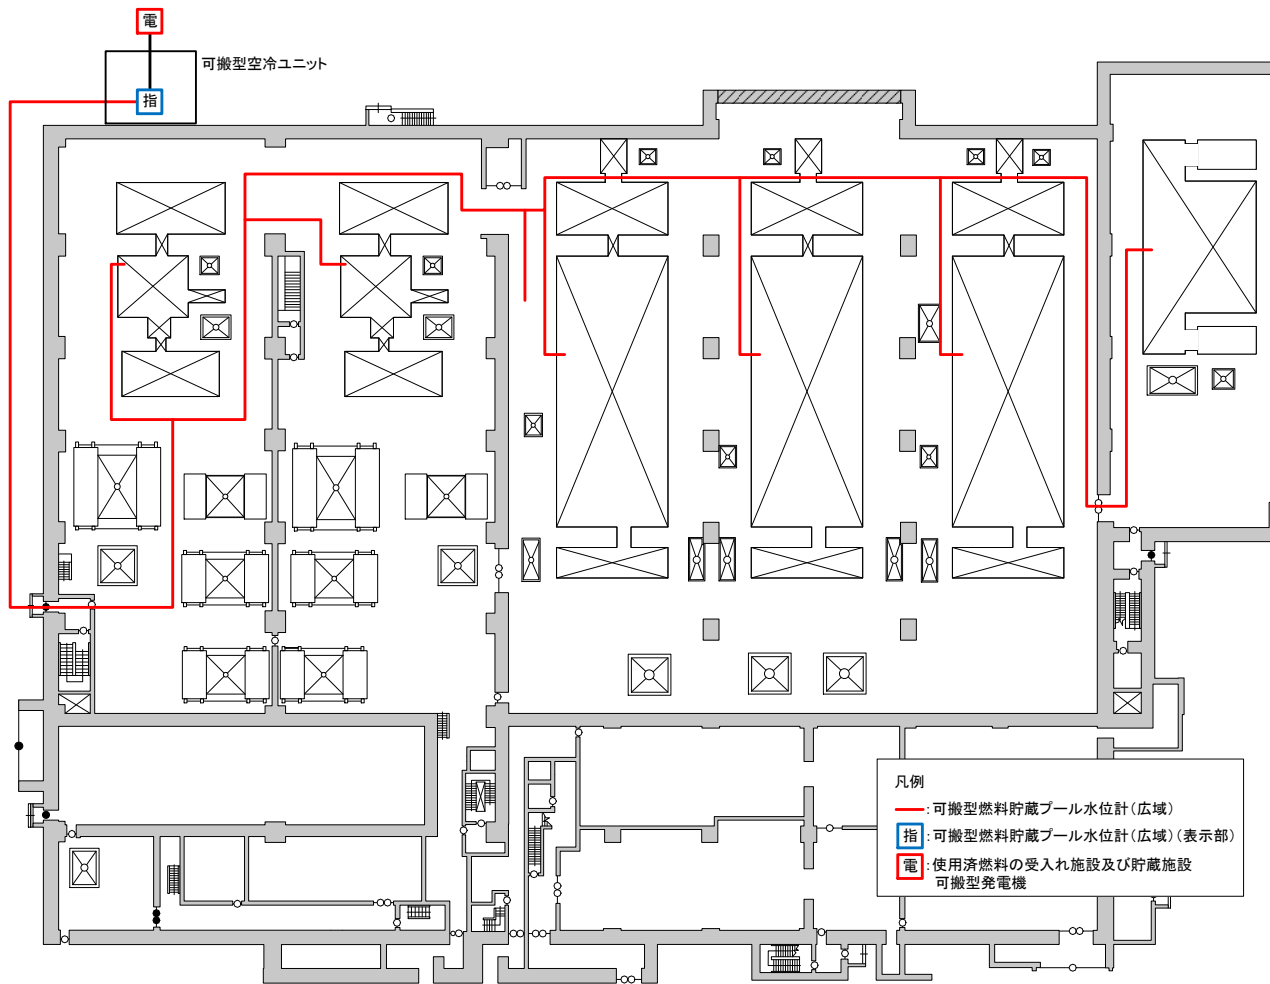 電
可搬型空冷ユニット
指
凡例
:可搬型燃料貯蔵プール水位計(広域)
指:可搬型燃料貯蔵プール水位計(広域)(表示部)
電:使用済燃料の受入れ施設及び貯蔵施設
可搬型発電機